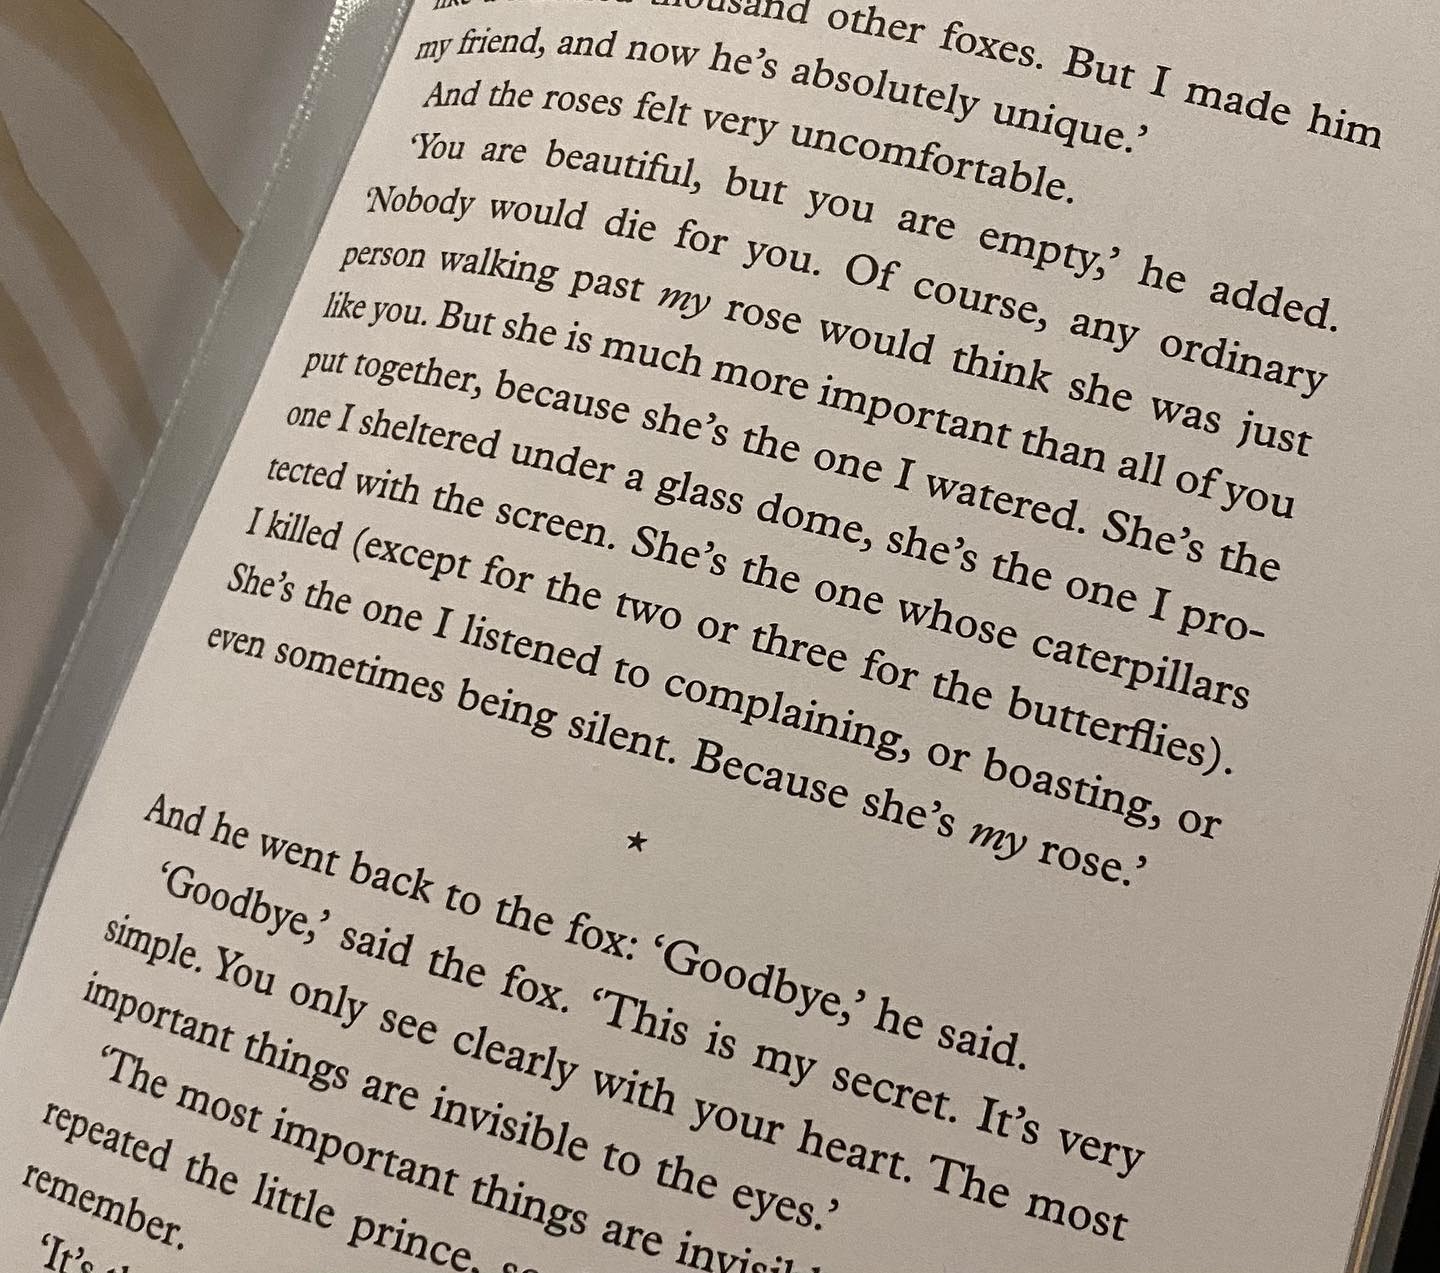 other foxes. But I made him
my friend, and now he's absolutely unique.'
And the roses felt very uncomfortable.
'You are beautiful, but you are empty,' he added.
'Nobody would die for you. Of course, any ordinary
person walking past my rose would think she was just
like you. But she is much more important than all of you
put together, because she's the one I watered. She's the
one I sheltered under a glass dome, she's the one I pro-
tected with the screen. She's the one whose caterpillars
I killed (except for the two or three for the butterflies).
She's the one I listened to complaining, or boasting, or
even sometimes being silent. Because she's my rose.'
★
And he went back to the fox: 'Goodbye,' he said.
'Goodbye,' said the fox. 'This is my secret. It's very
simple. You only see clearly with your heart. The most
important things are invisible to the eyes.'
'The most important things are
repeated the little prince,
remember.
'It's